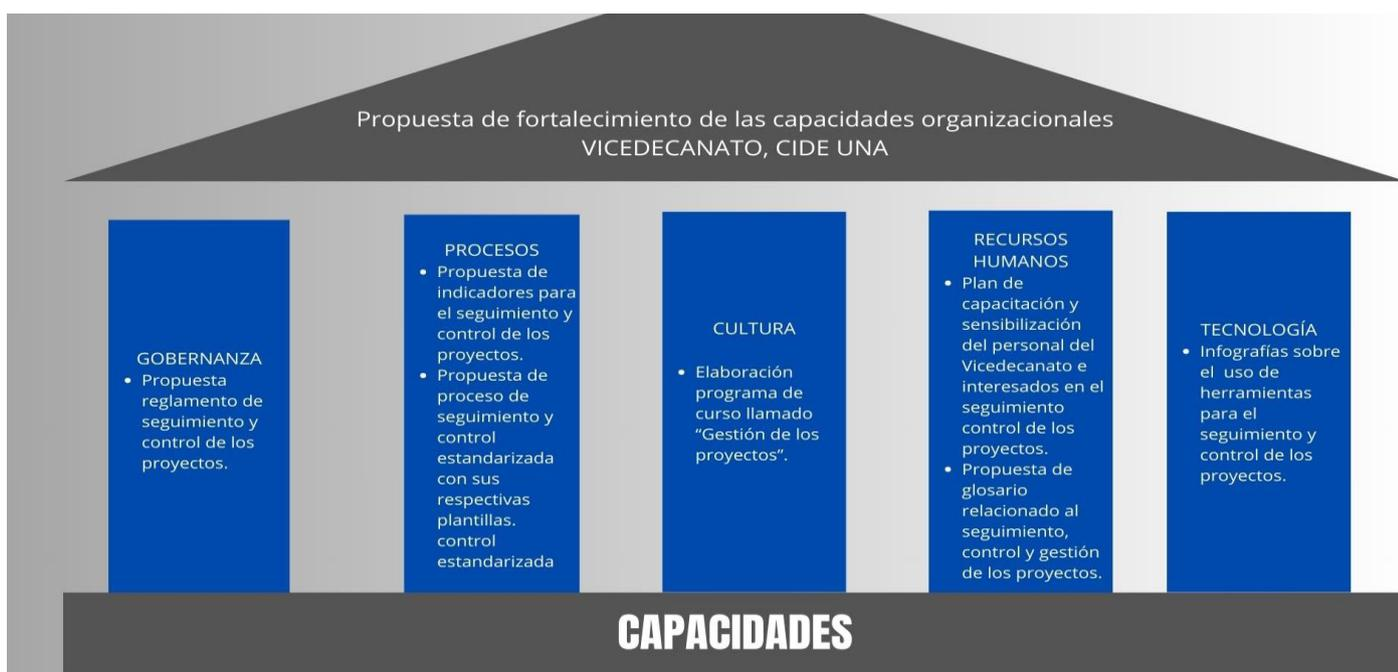 Propuesta de fortalecimiento de las capacidades organizacionales
VICEDECANATO, CIDE UNA
GOBERNANZA
• Propuesta
reglamento de
seguimiento y
control de los
proyectos.
PROCESOS
• Propuesta de
indicadores para
el seguimiento y
control de los
proyectos.
• Propuesta de
proceso de
seguimiento y
control
estandarizada
con sus
respectivas
plantillas.
control
estandarizada
CULTURA
• Elaboración
programa de
curso llamado
“Gestión de los
proyectos”.
RECURSOS
HUMANOS
• Plan de
capacitación y
sensibilización
del personal del
Vicedecanato e
interesados en el
seguimiento
control de los
proyectos.
• Propuesta de
glosario
relacionado al
seguimiento,
control y gestión
de los proyectos.
TECNOLOGÍA
• Infografías sobre
el uso de
herramientas
para el
seguimiento y
control de los
proyectos.
CAPACIDADES